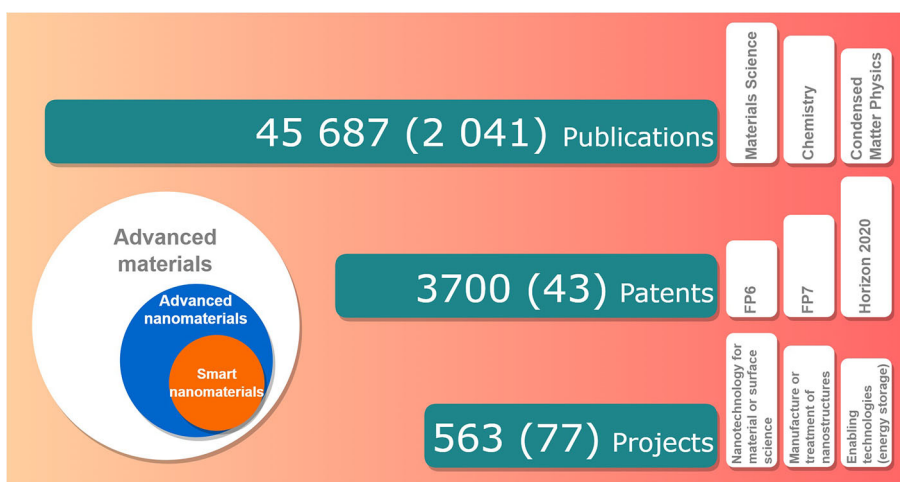 45 687 (2 041) Publications
Materials Science
Chemistry
Condensed
Matter Physics
Advanced
materials
Advanced
nanomaterials
Smart
nanomaterials
3700 (43) Patents
FP6
FP7
Horizon 2020
563 (77) Projects
Nanotechnology for
material or surface
science
Manufacture or
treatment of
nanostructures
Enabling
technologies
(energy storage)